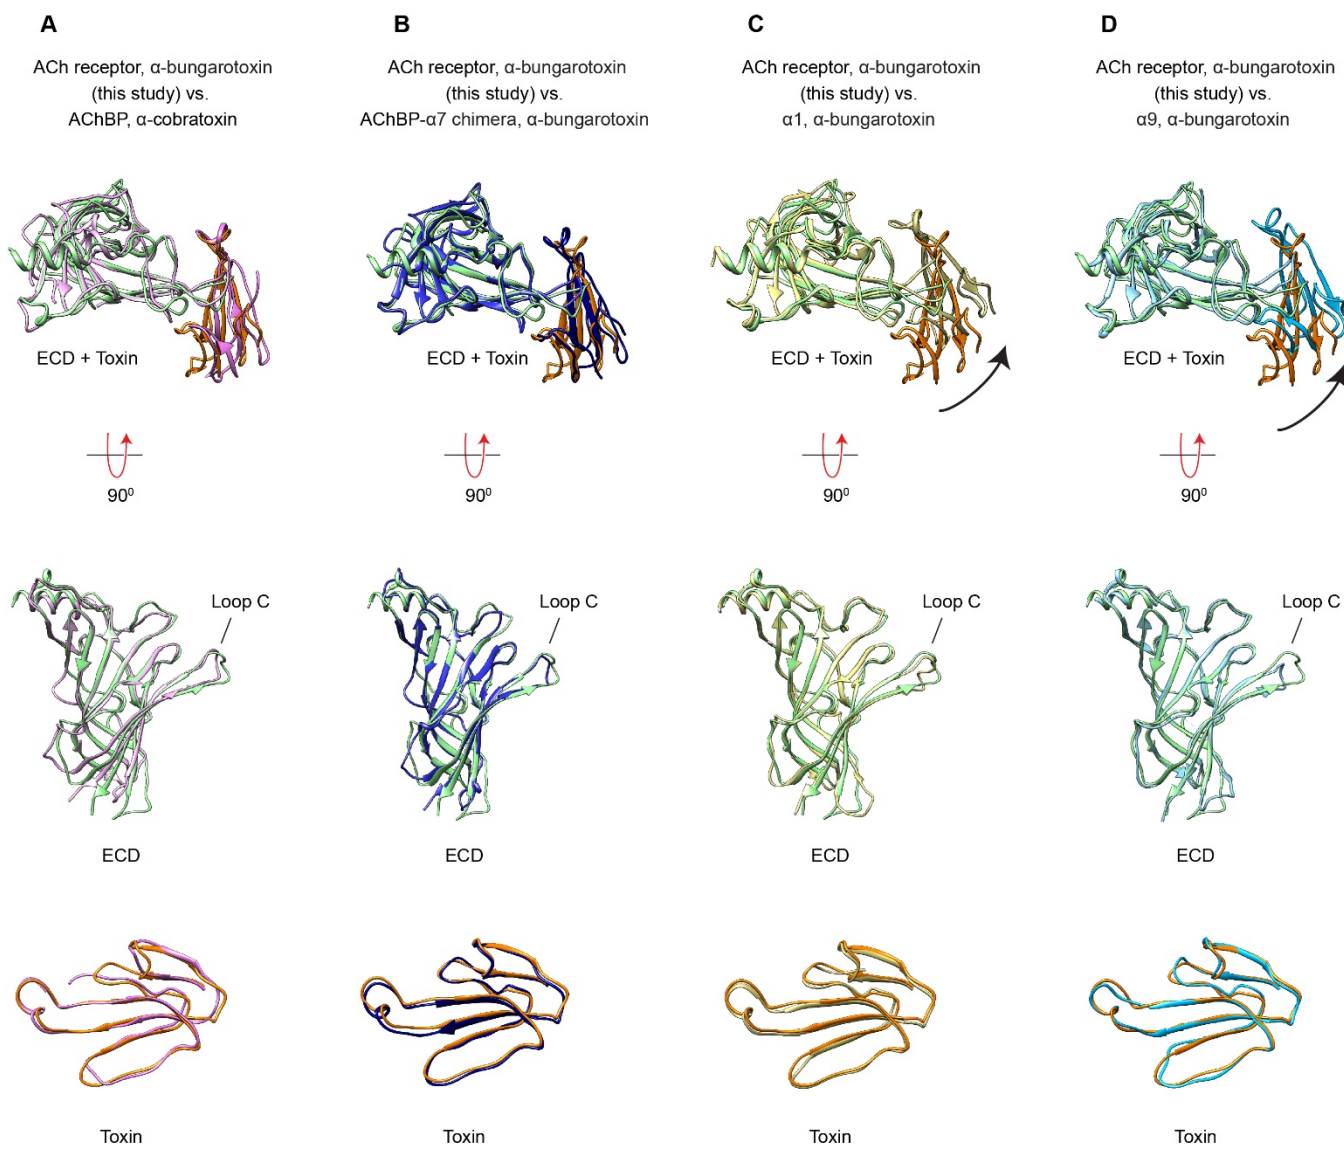 A
ACh receptor, α-bungarotoxin
(this study) vs.
AChBP, α-cobratoxin
B
ACh receptor, α-bungarotoxin
(this study) vs.
AChBP-α7 chimera, α-bungarotoxin
C
ACh receptor, α-bungarotoxin
(this study) vs.
α1, α-bungarotoxin
D
ACh receptor, α-bungarotoxin
(this study) vs.
α9, α-bungarotoxin
ECD + Toxin
ECD + Toxin
ECD + Toxin
ECD + Toxin
90⁰
90⁰
90⁰
90⁰
Loop C
Loop C
Loop C
Loop C
ECD
ECD
ECD
ECD
Toxin
Toxin
Toxin
Toxin